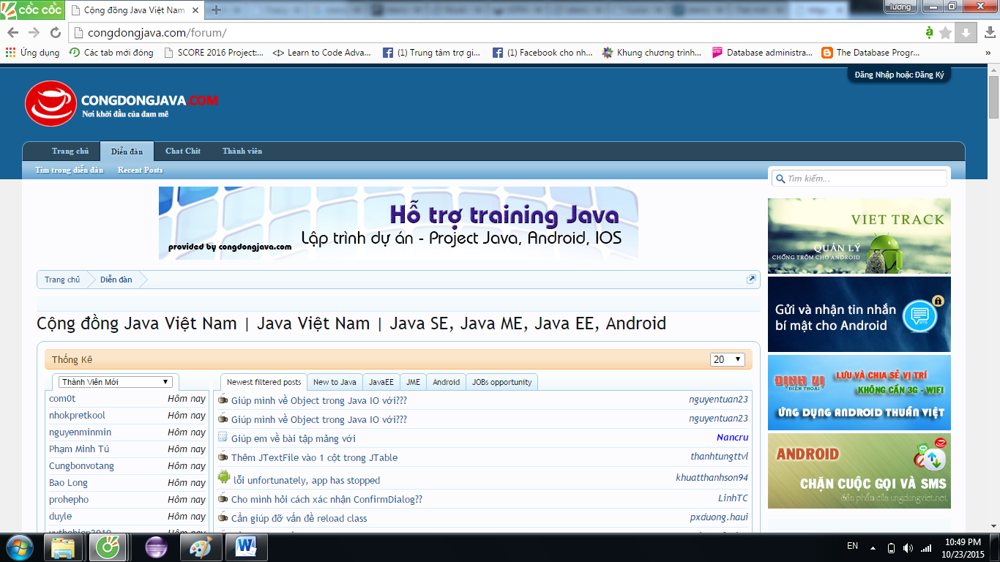 cốc cốc
Cộng đồng Java Việt Nam
lương
congdongjava.com/forum/
Ứng dụng
Các tab mới đóng
SCORE 2016 Project:...
Learn to Code Adva...
(1) Trung tâm trợ gi...
(1) Facebook cho nh...
Khung chương trình...
Database administra...
The Database Progr...
»
Đăng Nhập hoặc Đăng Ký
CONGDONGJAVA.COM
Nơi khởi đầu của đam mê
Trang chủ
Diễn đàn
Chat Chit
Thành viên
Tìm trong diễn đàn
Recent Posts
Tìm kiếm...
Hỗ trợ training Java
Lập trình dự án - Project Java, Android, IOS
provided by congdongjava.com
VIET TRACK
QUẢN LÝ
CHỐNG TRỘM CHO ANDROID
Trang chủ
Diễn đàn
Gửi và nhận tin nhắn
bí mật cho Android
SMS
Cộng đồng Java Việt Nam | Java Việt Nam | Java SE, Java ME, Java EE, Android
Thống Kê
20
ĐỊNH VỊ
ĐIỆN THOẠI
LƯU VÀ CHIA SẺ VỊ TRÍ
KHÔNG CẦN 3G - WIFI
ỨNG DỤNG ANDROID THUẦN VIỆT
Thành Viên Mới
Newest filtered posts
New to Java
JavaEE
JME
Android
JOBs opportunity
com0t Hôm nay
nhokpretkool Hôm nay
nguyenminmin Hôm nay
Phạm Minh Tú Hôm nay
Cungbonvotang Hôm nay
Bao Long Hôm nay
prohepho Hôm nay
duyle Hôm nay
Giúp mình về Object trong Java IO với??? nguyentuan23
Giúp mình về Object trong Java IO với??? nguyentuan23
Giúp em về bài tập mảng với Nancru
Thêm JTextFile vào 1 cột trong JTable thanhtungttvl
lỗi unfortunately, app has stopped khuatthanhson94
Cho mình hỏi cách xác nhận ConfirmDialog?? LinhTC
Cần giúp đỡ vấn đề reload class pxduong.haui
ANDROID
CHẶN CUỘC GỌI VÀ SMS
sản phẩm của ungdungviet.net
EN
10:49 PM
10/23/2015